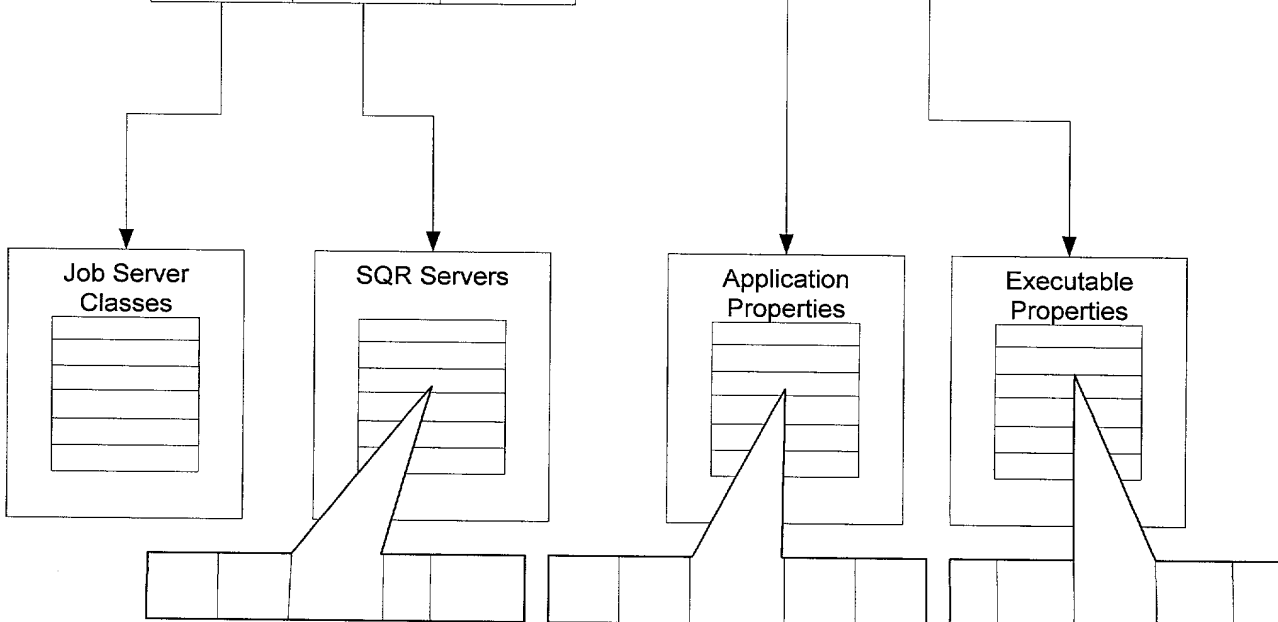 Job Server
Classes
SQR Servers
Application
Properties
Executable
Properties